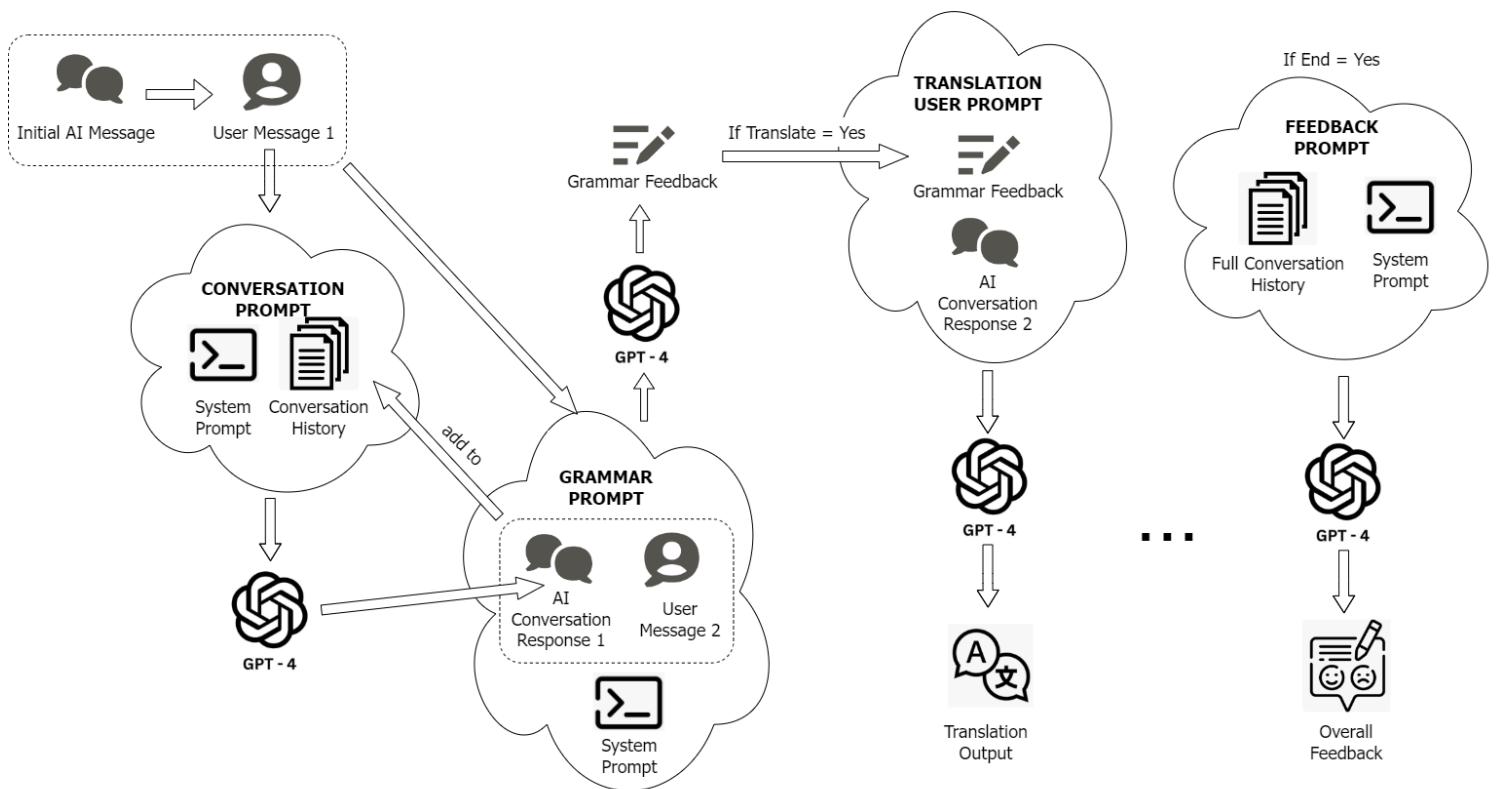 Initial AI Message
User Message 1
CONVERSATION
PROMPT
System
Prompt
Conversation
History
GPT - 4
add to
GRAMMAR
PROMPT
AI
Conversation
Response 1
User
Message 2
System
Prompt
GPT - 4
Grammar Feedback
If Translate = Yes
TRANSLATION
USER PROMPT
Grammar Feedback
AI
Conversation
Response 2
GPT - 4
A
文
Translation
Output
...
If End = Yes
FEEDBACK
PROMPT
Full Conversation
History
System
Prompt
GPT - 4
Overall
Feedback